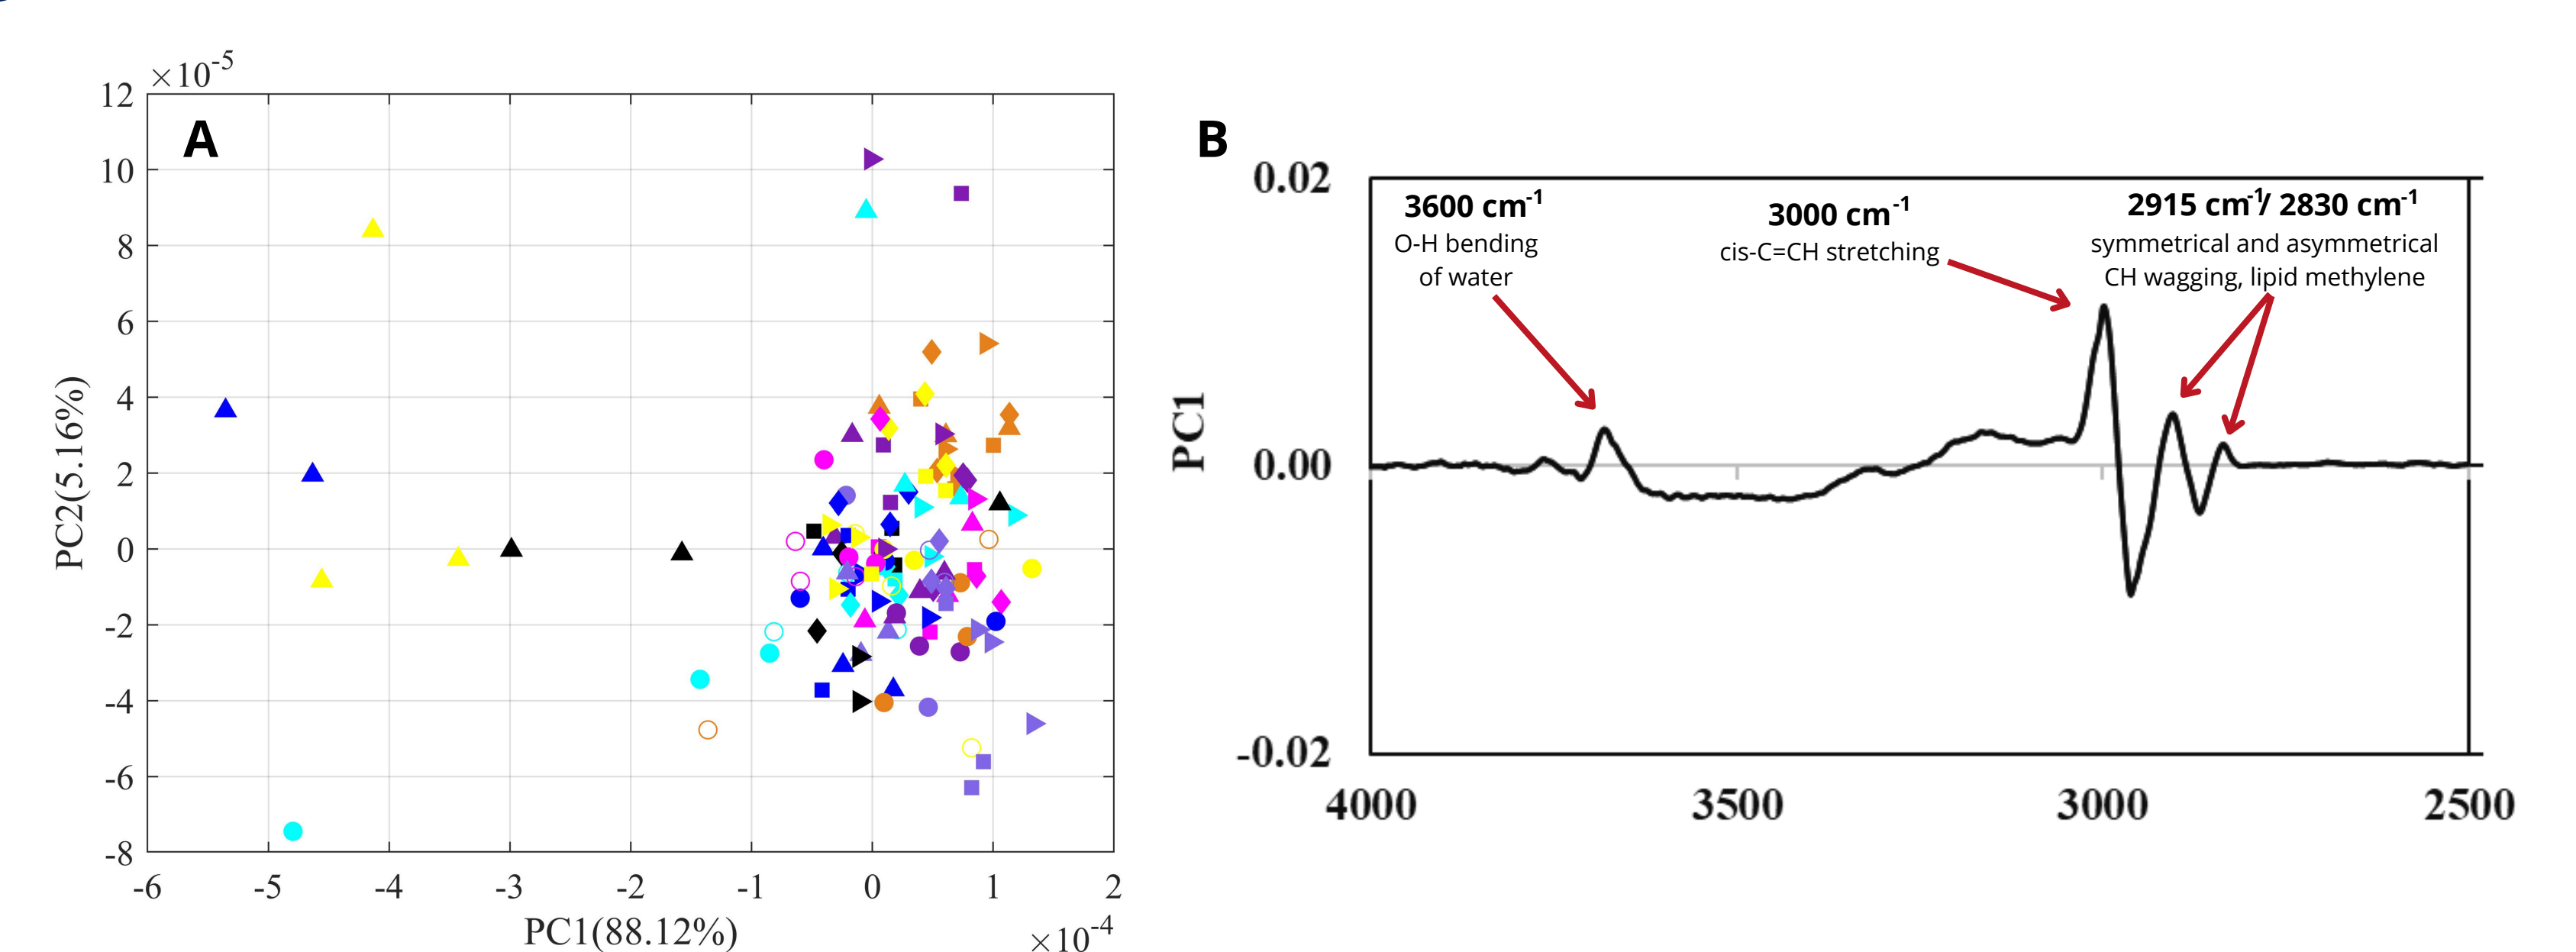 ×10⁻⁵
12
10
8
6
4
2
0
-2
-4
-6
-8
PC2(5.16%)
A
-6 -5 -4 -3 -2 -1 0 1 2
PC1(88.12%)
×10⁻⁴
B
0.02
0.00
-0.02
PC1
3600 cm⁻¹
O-H bending
of water
3000 cm⁻¹
cis-C=CH stretching
2915 cm⁻¹/ 2830 cm⁻¹
symmetrical and asymmetrical
CH wagging, lipid methylene
4000 3500 3000 2500